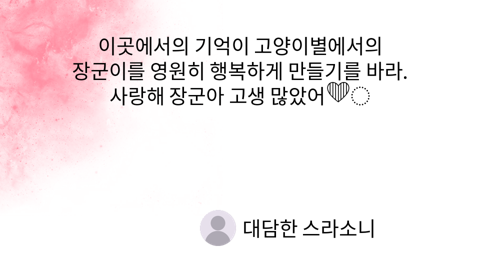 이곳에서의 기억이 고양이별에서의
장군이를 영원히 행복하게 만들기를 바라.
사랑해 장군아 고생 많았어♥◌
대담한 스라소니